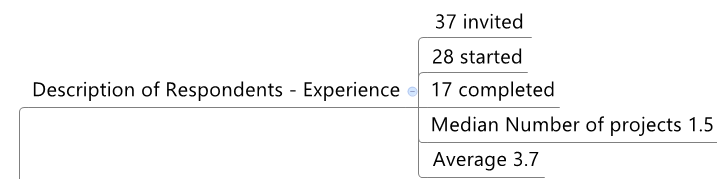 37 invited
28 started
Description of Respondents - Experience
17 completed
Median Number of projects 1.5
Average 3.7